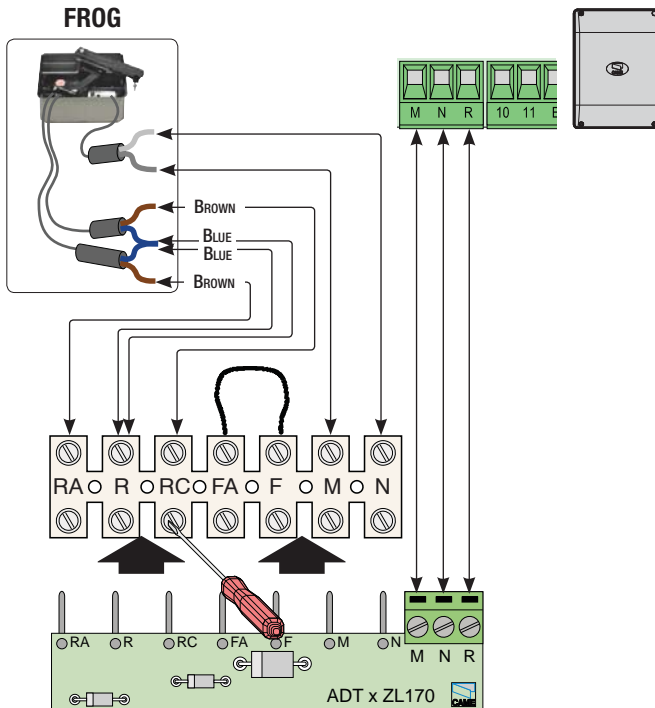 FROG
M N R 10 11
BROWN
BLUE
BLUE
BROWN
RA R RC FA F M N
RA R RC FA F M N
M N R
ADT x ZL170
CAME